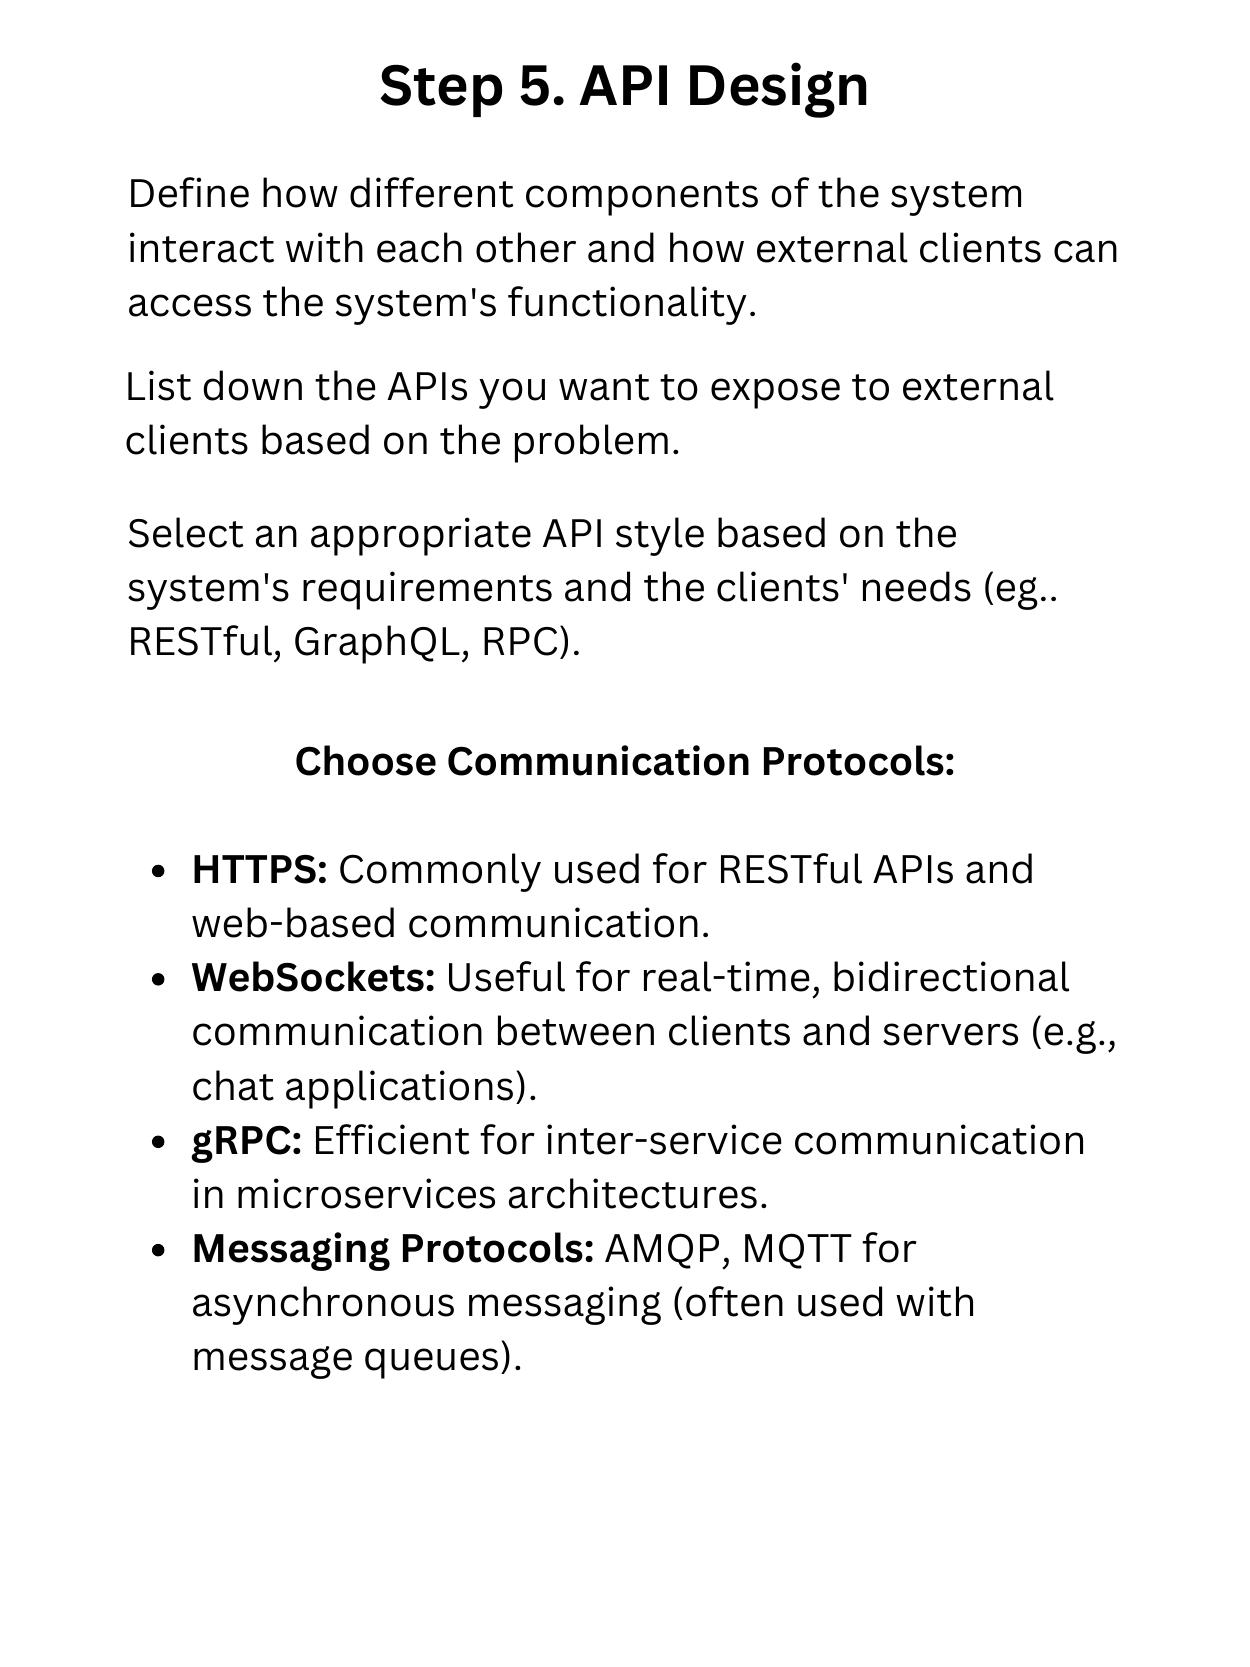 Step 5. API Design
Define how different components of the system
interact with each other and how external clients can
access the system's functionality.
List down the APIs you want to expose to external
clients based on the problem.
Select an appropriate API style based on the
system's requirements and the clients' needs (eg..
RESTful, GraphQL, RPC).
Choose Communication Protocols:
• HTTPS: Commonly used for RESTful APIs and
web-based communication.
• WebSockets: Useful for real-time, bidirectional
communication between clients and servers (e.g.,
chat applications).
• gRPC: Efficient for inter-service communication
in microservices architectures.
• Messaging Protocols: AMQP, MQTT for
asynchronous messaging (often used with
message queues).